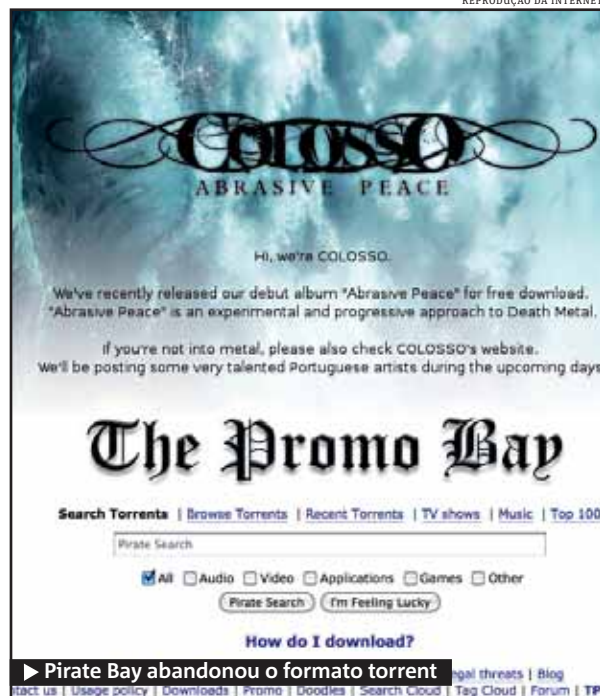 REPRODUÇÃO DA INTERNET
COLOSSO
ABRASIVE PEACE
Hi, we're COLOSSO.
We've recently released our debut album "Abrasive Peace" for free download.
"Abrasive Peace" is an experimental and progressive approach to Death Metal.
If you're not into metal, please also check COLOSSO's website.
We'll be posting some very talented Portuguese artists during the upcoming days
The Promo Bay
Search Torrents | Browse Torrents | Recent Torrents | TV shows | Music | Top 100
Pirate Search
All Audio Video Applications Games Other
Pirate Search I'm Feeling Lucky
How do I download?
egal threats | Blog
▶ Pirate Bay abandonou o formato torrent
tact us | Usage policy | Downloads | Promo | Doodles | Search Cloud | Tag Cloud | Forum |